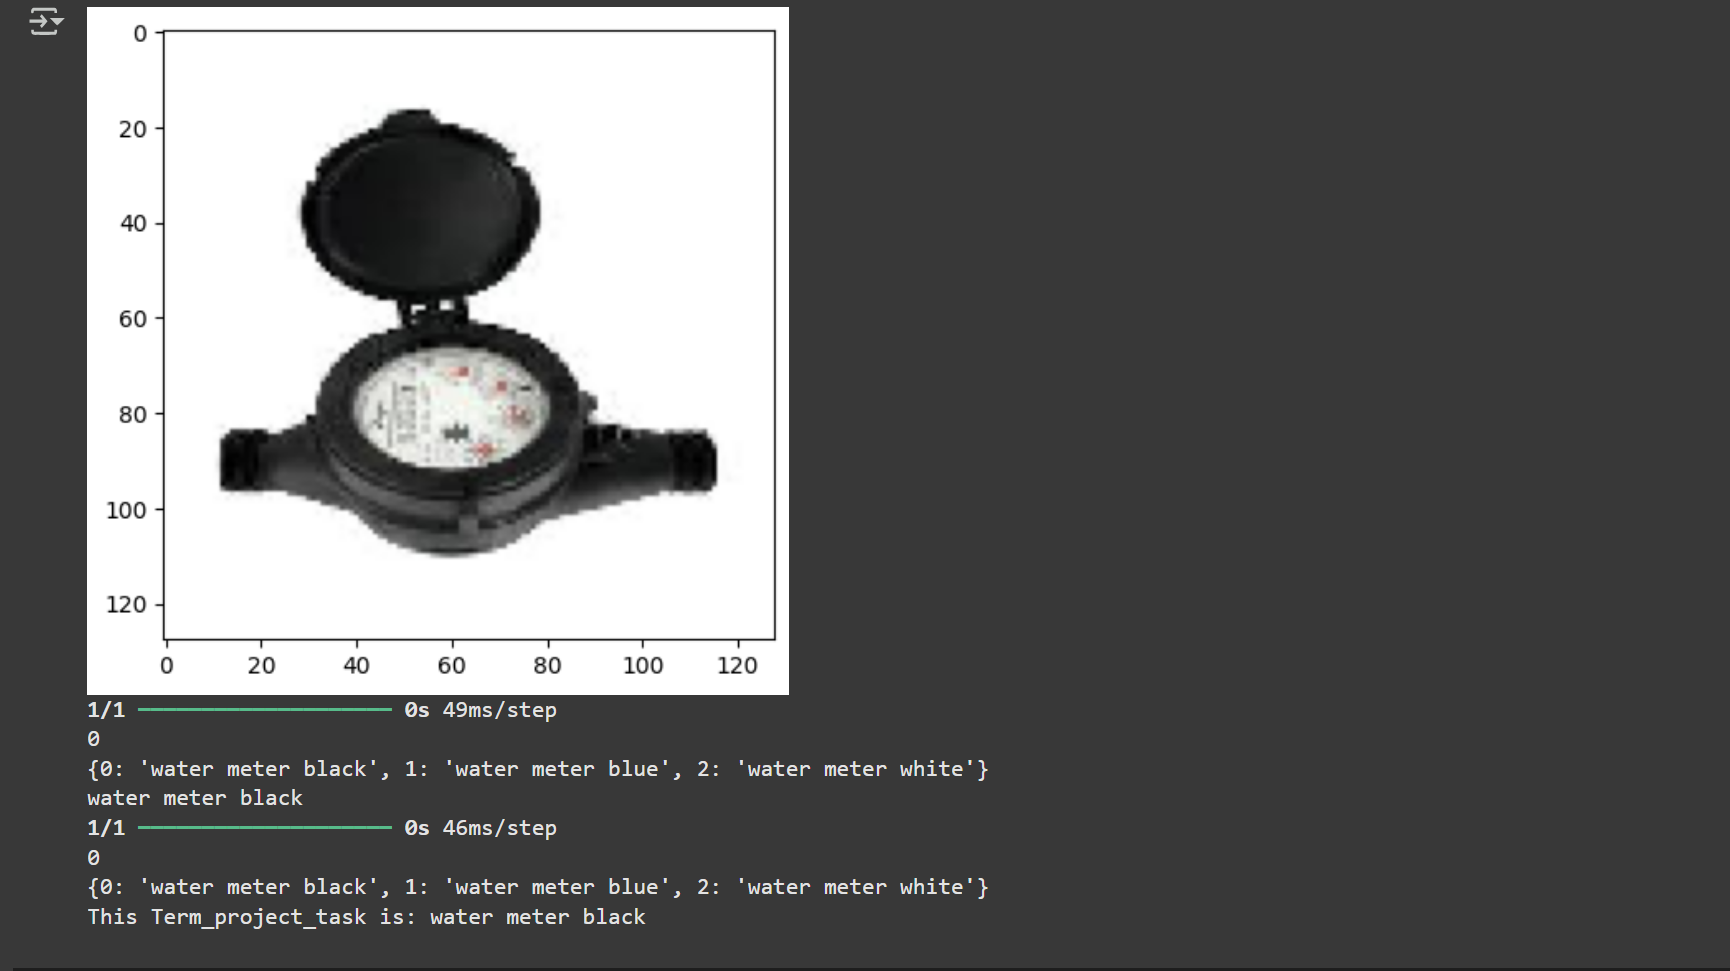 0
20
40
60
80
100
120
0 20 40 60 80 100 120
1/1 ━━━━━━━━━━━━━━━━━━━━ 0s 49ms/step
0
{0: 'water meter black', 1: 'water meter blue', 2: 'water meter white'}
water meter black
1/1 ━━━━━━━━━━━━━━━━━━━━ 0s 46ms/step
0
{0: 'water meter black', 1: 'water meter blue', 2: 'water meter white'}
This Term_project_task is: water meter black